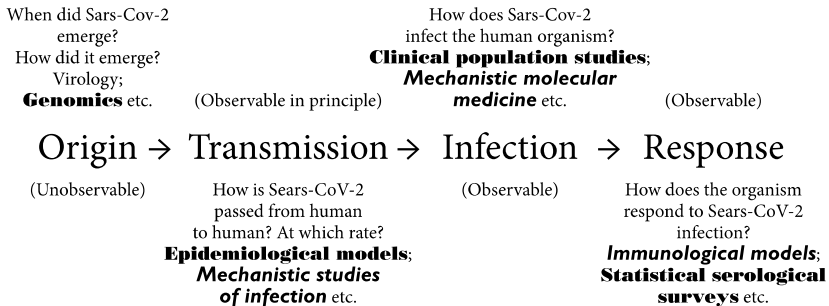 When did Sars-Cov-2
emerge?
How did it emerge?
Virology;
Genomics etc.
(Observable in principle)
How does Sars-Cov-2
infect the human organism?
Clinical population studies;
Mechanistic molecular
medicine etc.
(Observable)
Origin → Transmission → Infection → Response
(Unobservable)
How is Sears-CoV-2
passed from human
to human? At which rate?
Epidemiological models;
Mechanistic studies
of infection etc.
(Observable)
How does the organism
respond to Sears-CoV-2
infection?
Immunological models;
Statistical serological
surveys etc.